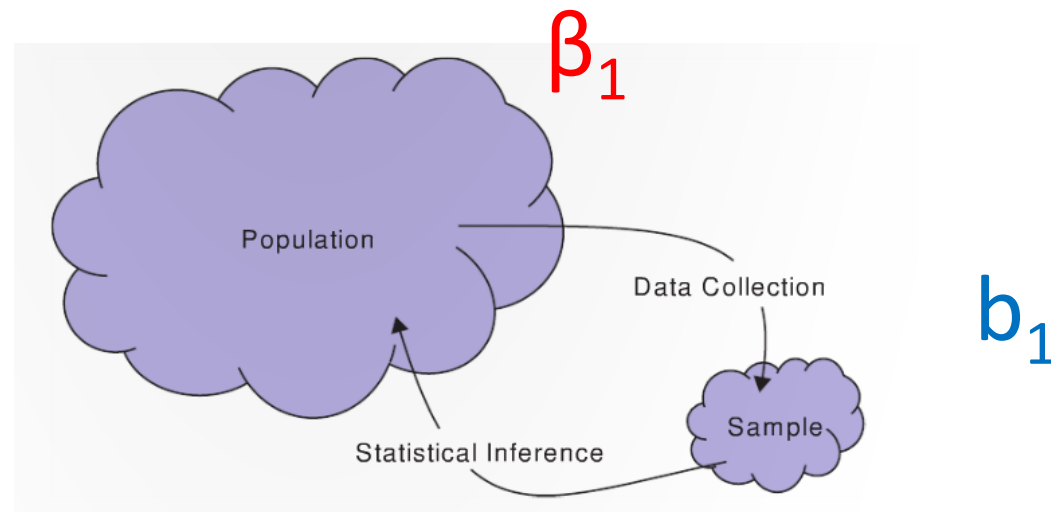 β₁
Population
Data Collection
b₁
Sample
Statistical Inference